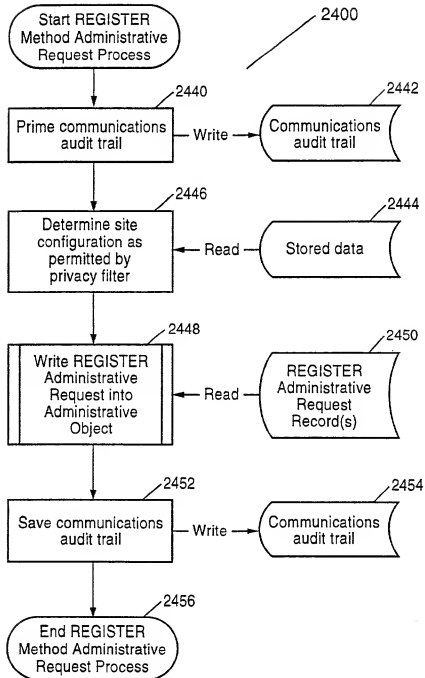 Start REGISTER
Method Administrative
Request Process
2400
2440
Prime communications
audit trail
Write
2442
Communications
audit trail
2446
Determine site
configuration as
permitted by
privacy filter
Read
2444
Stored data
2448
Write REGISTER
Administrative
Request into
Administrative
Object
Read
2450
REGISTER
Administrative
Request
Record(s)
2452
Save communications
audit trail
Write
2454
Communications
audit trail
2456
End REGISTER
Method Administrative
Request Process